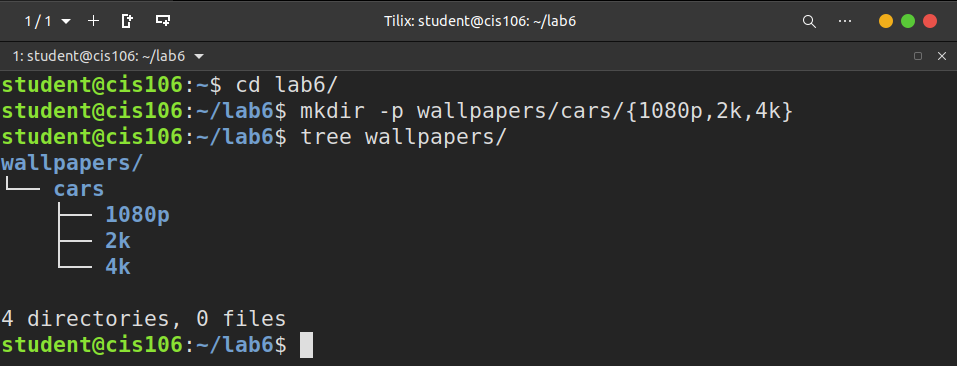 1 / 1
Tilix: student@cis106: ~/lab6
1: student@cis106: ~/lab6
student@cis106:~$ cd lab6/
student@cis106:~/lab6$ mkdir -p wallpapers/cars/{1080p,2k,4k}
student@cis106:~/lab6$ tree wallpapers/
wallpapers/
└── cars
    ├── 1080p
    ├── 2k
    └── 4k
4 directories, 0 files
student@cis106:~/lab6$